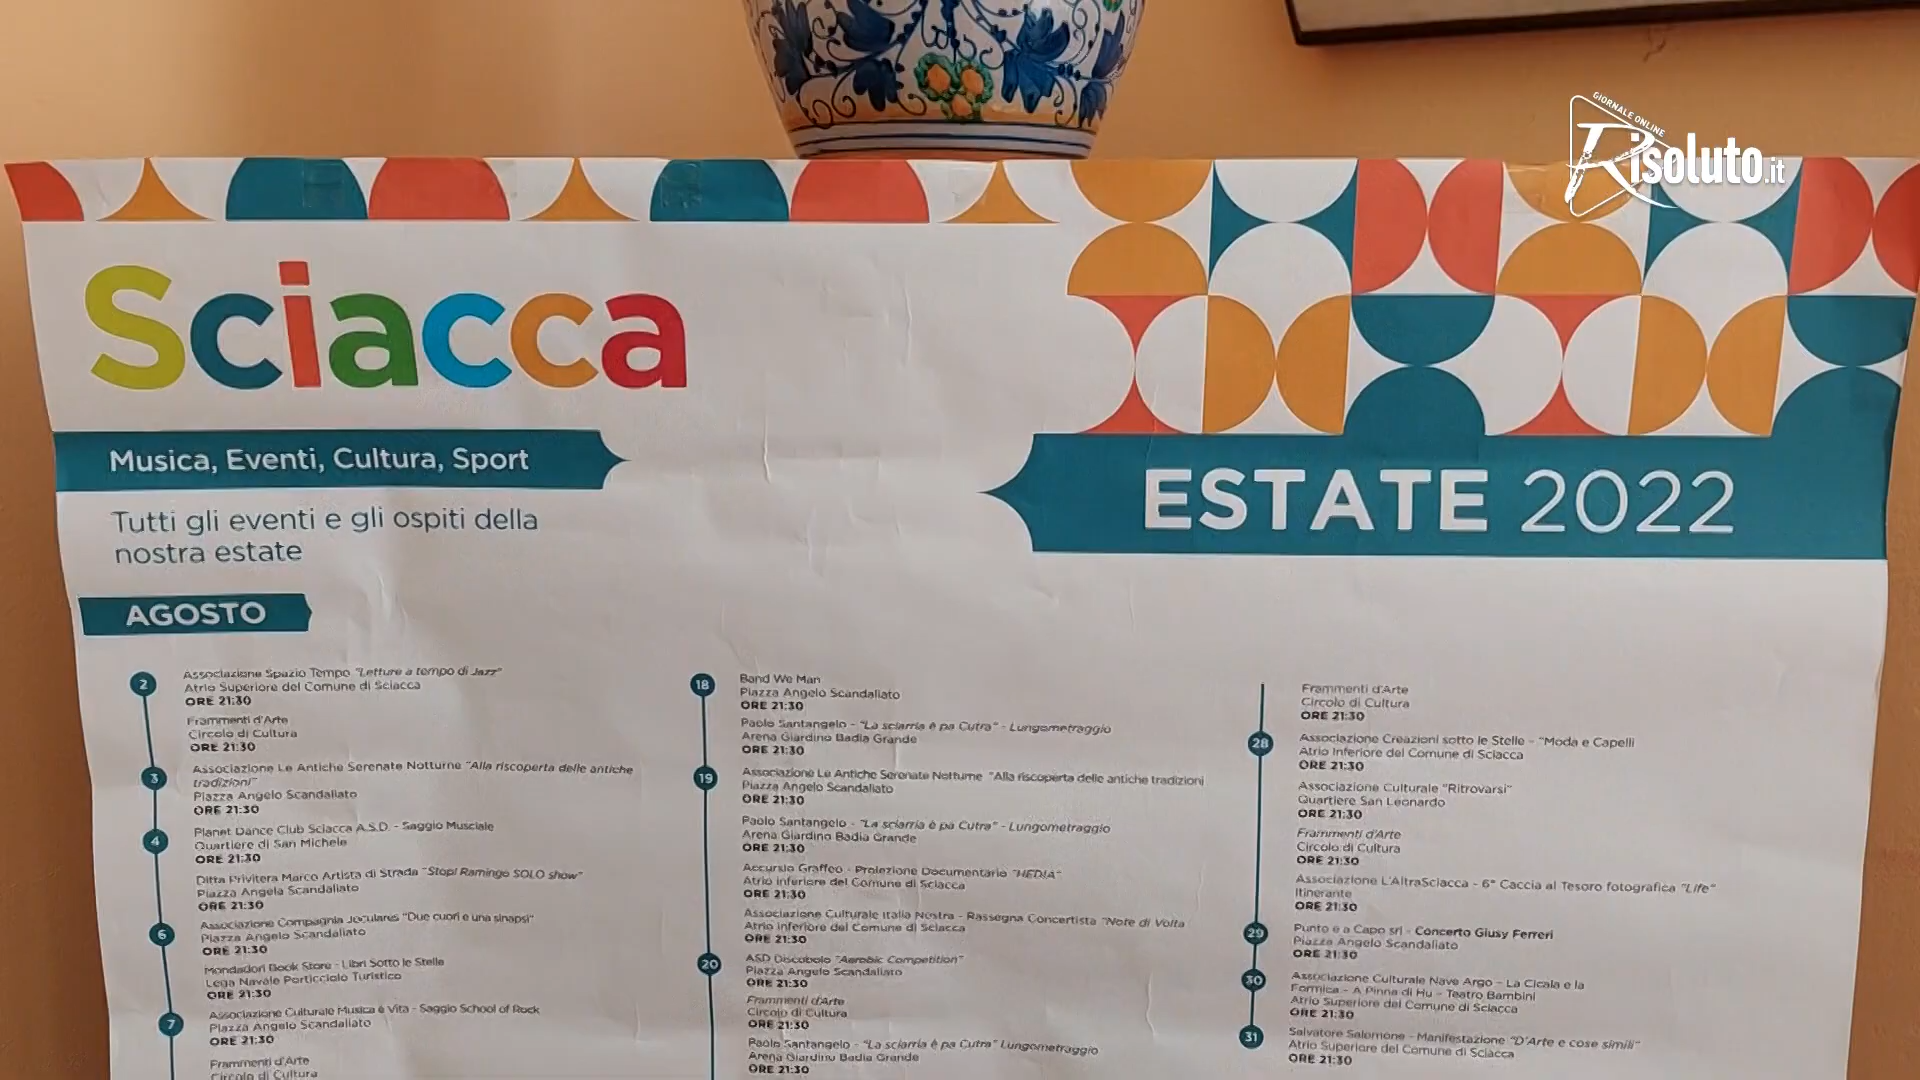 GIORNALE ONLINE
Risoluto.it
Sciacca
Musica, Eventi, Cultura, Sport
Tutti gli eventi e gli ospiti della
nostra estate
ESTATE 2022
AGOSTO
2
Associazione Spazio Tempo "Letture a tempo di Jazz"
Atrio Superiore del Comune di Sciacca
ORE 21:30
Frammenti d'Arte
Circolo di Cultura
ORE 21:30
3
Associazione Le Antiche Serenate Notturne "Alla riscoperta delle antiche
tradizioni"
Piazza Angelo Scandaliato
ORE 21:30
4
Planet Dance Club Sciacca A.S.D. - Saggio Musciale
Quartiere di San Michele
ORE 21:30
Ditta Privitera Marco Artista di Strada "Stop! Ramingo SOLO show"
Piazza Angela Scandaliato
ORE 21:30
6
Associazione Compagnia Joculares "Due cuori e una sinapsi"
Piazza Angelo Scandaliato
ORE 21:30
Mondadori Book Store - Libri Sotto le Stelle
Lega Navale Porticciolo Turistico
ORE 21:30
7
Associazione Culturale Musica è Vita - Saggio School of Rock
Piazza Angelo Scandaliato
ORE 21:30
Frammenti d'Arte
Circolo di Cultura
18
Band We Man
Piazza Angelo Scandaliato
ORE 21:30
Paolo Santangelo - "La sciarria è pa Cutra" - Lungometraggio
Arena Giardino Badia Grande
ORE 21:30
19
Associazione Le Antiche Serenate Notturne "Alla riscoperta delle antiche tradizioni
Piazza Angelo Scandaliato
ORE 21:30
Paolo Santangelo - "La sciarria è pa Cutra" - Lungometraggio
Arena Giardino Badia Grande
ORE 21:30
Accursio Graffeo - Proiezione Documentario "HEDIA"
Atrio inferiore del Comune di Sciacca
ORE 21:30
Associazione Culturale Italia Nostra - Rassegna Concertista "Note di Volta
Atrio inferiore del Comune di Sciacca
ORE 21:30
20
ASD Discobolo "Aerobic Competition"
Piazza Angelo Scandaliato
ORE 21:30
Frammenti d'Arte
Circolo di Cultura
ORE 21:30
Paolo Santangelo - "La sciarria è pa Cutra" Lungometraggio
Arena Giardino Badia Grande
ORE 21:30
Frammenti d'Arte
Circolo di Cultura
ORE 21:30
28
Associazione Creazioni sotto le Stelle - "Moda e Capelli
Atrio Inferiore del Comune di Sciacca
ORE 21:30
Associazione Culturale "Ritrovarsi"
Quartiere San Leonardo
ORE 21:30
Frammenti d'Arte
Circolo di Cultura
ORE 21:30
Associazione L'AltraSciacca - 6° Caccia al Tesoro fotografica "Life"
Itinerante
ORE 21:30
29
Punto e a Capo srl - Concerto Giusy Ferreri
Piazza Angelo Scandaliato
ORE 21:30
30
Associazione Culturale Nave Argo - La Cicala e la
Formica - A Pinna di Hu - Teatro Bambini
Atrio Superiore del Comune di Sciacca
ORE 21:30
31
Salvatore Salomone - Manifestazione "D'Arte e cose simili"
Atrio Superiore del Comune di Sciacca
ORE 21:30